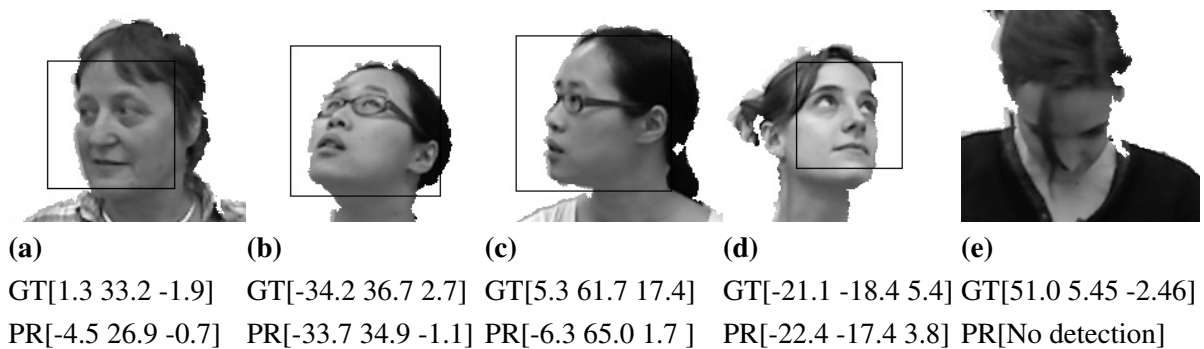 (a) (b) (c) (d) (e)
GT[1.3 33.2 -1.9] GT[-34.2 36.7 2.7] GT[5.3 61.7 17.4] GT[-21.1 -18.4 5.4] GT[51.0 5.45 -2.46]
PR[-4.5 26.9 -0.7] PR[-33.7 34.9 -1.1] PR[-6.3 65.0 1.7 ] PR[-22.4 -17.4 3.8] PR[No detection]